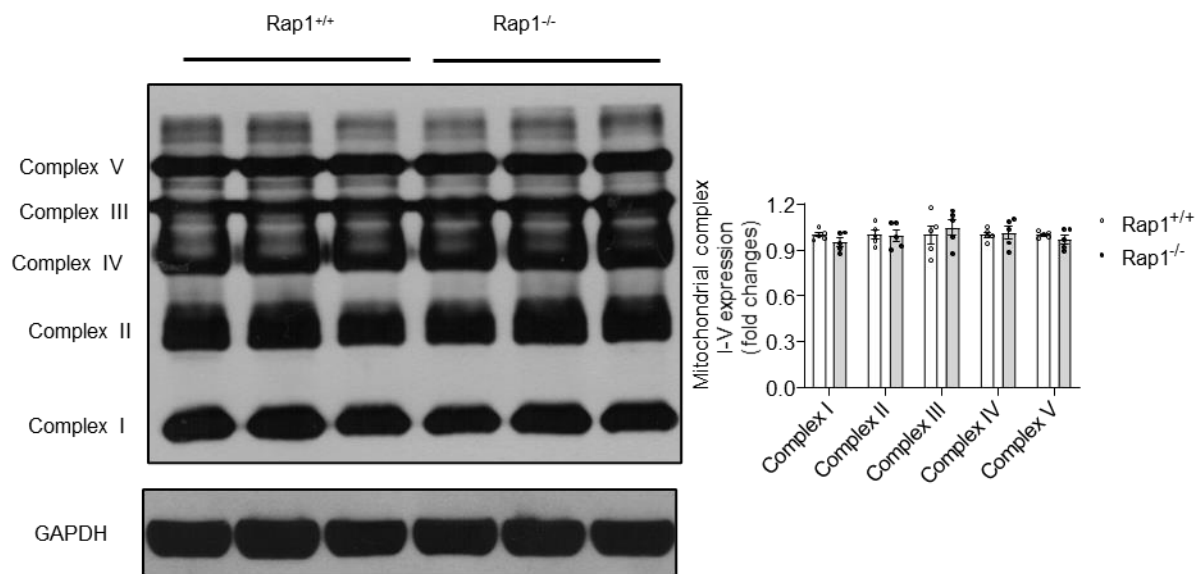 Rap1+/+
Rap1-/-
Complex V
Complex III
Complex IV
Complex II
Complex I
GAPDH
Mitochondrial complex
I-V expression
(fold changes)
1.2
0.9
0.6
0.3
0.0
Complex I
Complex II
Complex III
Complex IV
Complex V
Rap1+/+
Rap1-/-